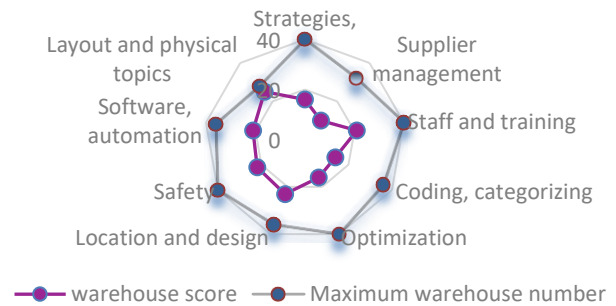 Strategies,
40
Layout and physical
topics
Supplier
management
20
Software,
automation
Staff and training
0
Safety
Coding, categorizing
Location and design
Optimization
warehouse score
Maximum warehouse number